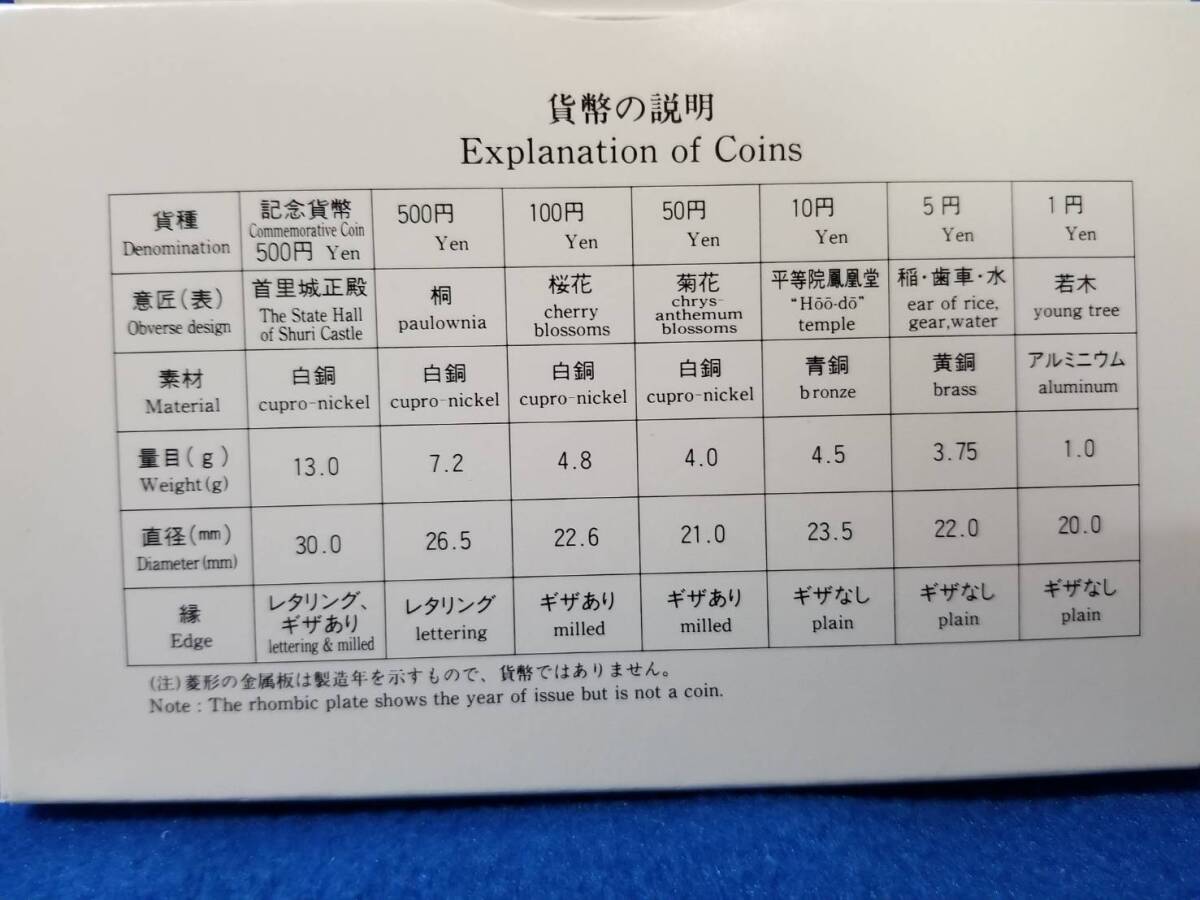 貨幣の説明
Explanation of Coins
貨種
Denomination
記念貨幣
Commemorative Coin
500円 Yen
500円
Yen
100円
Yen
50円
Yen
10円
Yen
5円
Yen
1円
Yen
意匠(表)
Obverse design
首里城正殿
The State Hall
of Shuri Castle
桐
paulownia
桜花
cherry
blossoms
菊花
chrys-
anthemum
blossoms
平等院鳳凰堂
“Hōō-dō”
temple
稲・歯車・水
ear of rice,
gear,water
若木
young tree
素材
Material
白銅
cupro-nickel
白銅
cupro-nickel
白銅
cupro-nickel
白銅
cupro-nickel
青銅
bronze
黄銅
brass
アルミニウム
aluminum
量目(g)
Weight(g)
13.0
7.2
4.8
4.0
4.5
3.75
1.0
直径(㎜)
Diameter(mm)
30.0
26.5
22.6
21.0
23.5
22.0
20.0
縁
Edge
レタリング、
ギザあり
lettering & milled
レタリング
lettering
ギザあり
milled
ギザあり
milled
ギザなし
plain
ギザなし
plain
ギザなし
plain
(注)菱形の金属板は製造年を示すもので、貨幣ではありません。
Note : The rhombic plate shows the year of issue but is not a coin.